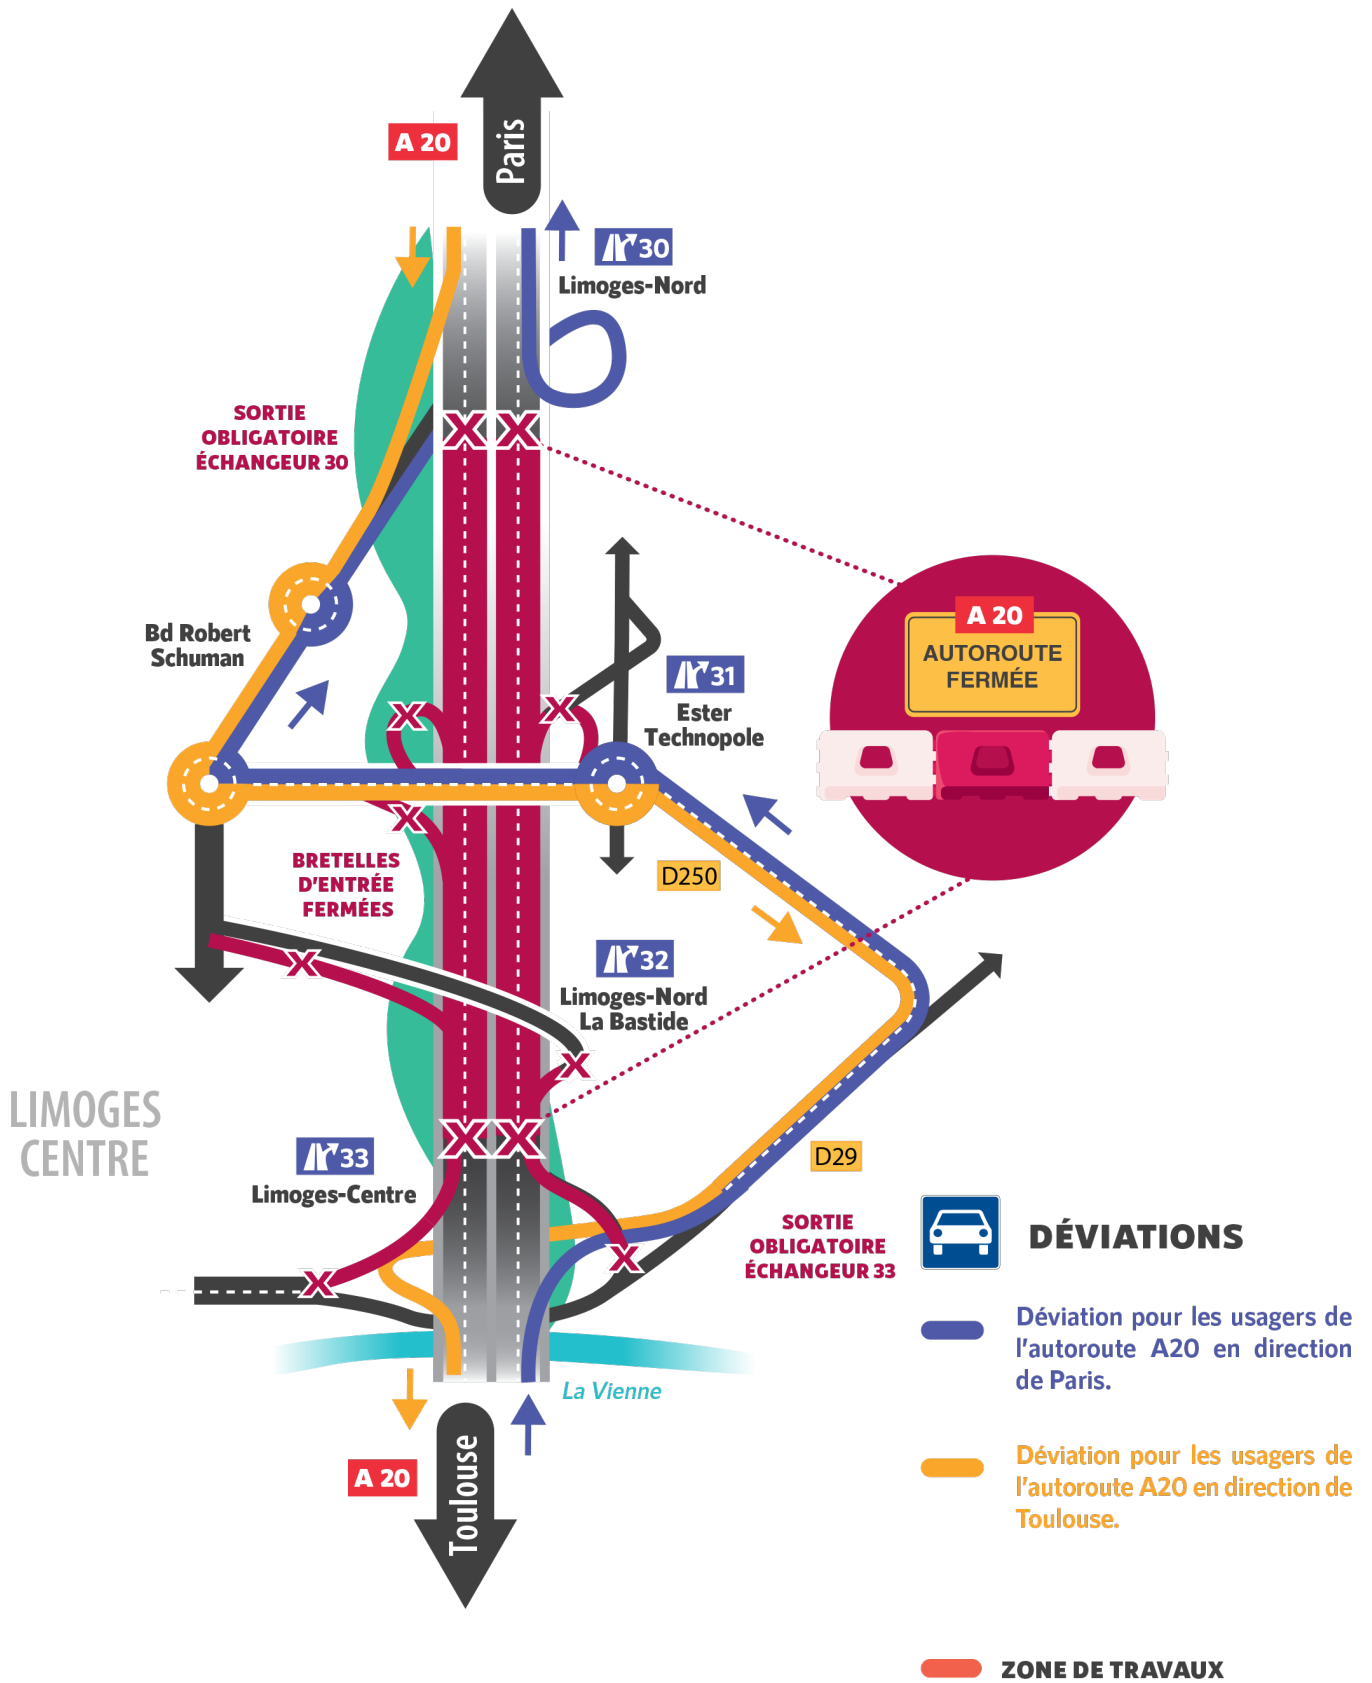 Paris
A 20
30
Limoges-Nord
SORTIE
OBLIGATOIRE
ÉCHANGEUR 30
A 20
AUTOROUTE
FERMÉE
Bd Robert
Schuman
31
Ester
Technopole
BRETELLES
D'ENTRÉE
FERMÉES
D250
32
Limoges-Nord
La Bastide
LIMOGES
CENTRE
33
Limoges-Centre
D29
SORTIE
OBLIGATOIRE
ÉCHANGEUR 33
La Vienne
A 20
Toulouse
DÉVIATIONS
Déviation pour les usagers de
l'autoroute A20 en direction
de Paris.
Déviation pour les usagers de
l'autoroute A20 en direction de
Toulouse.
ZONE DE TRAVAUX